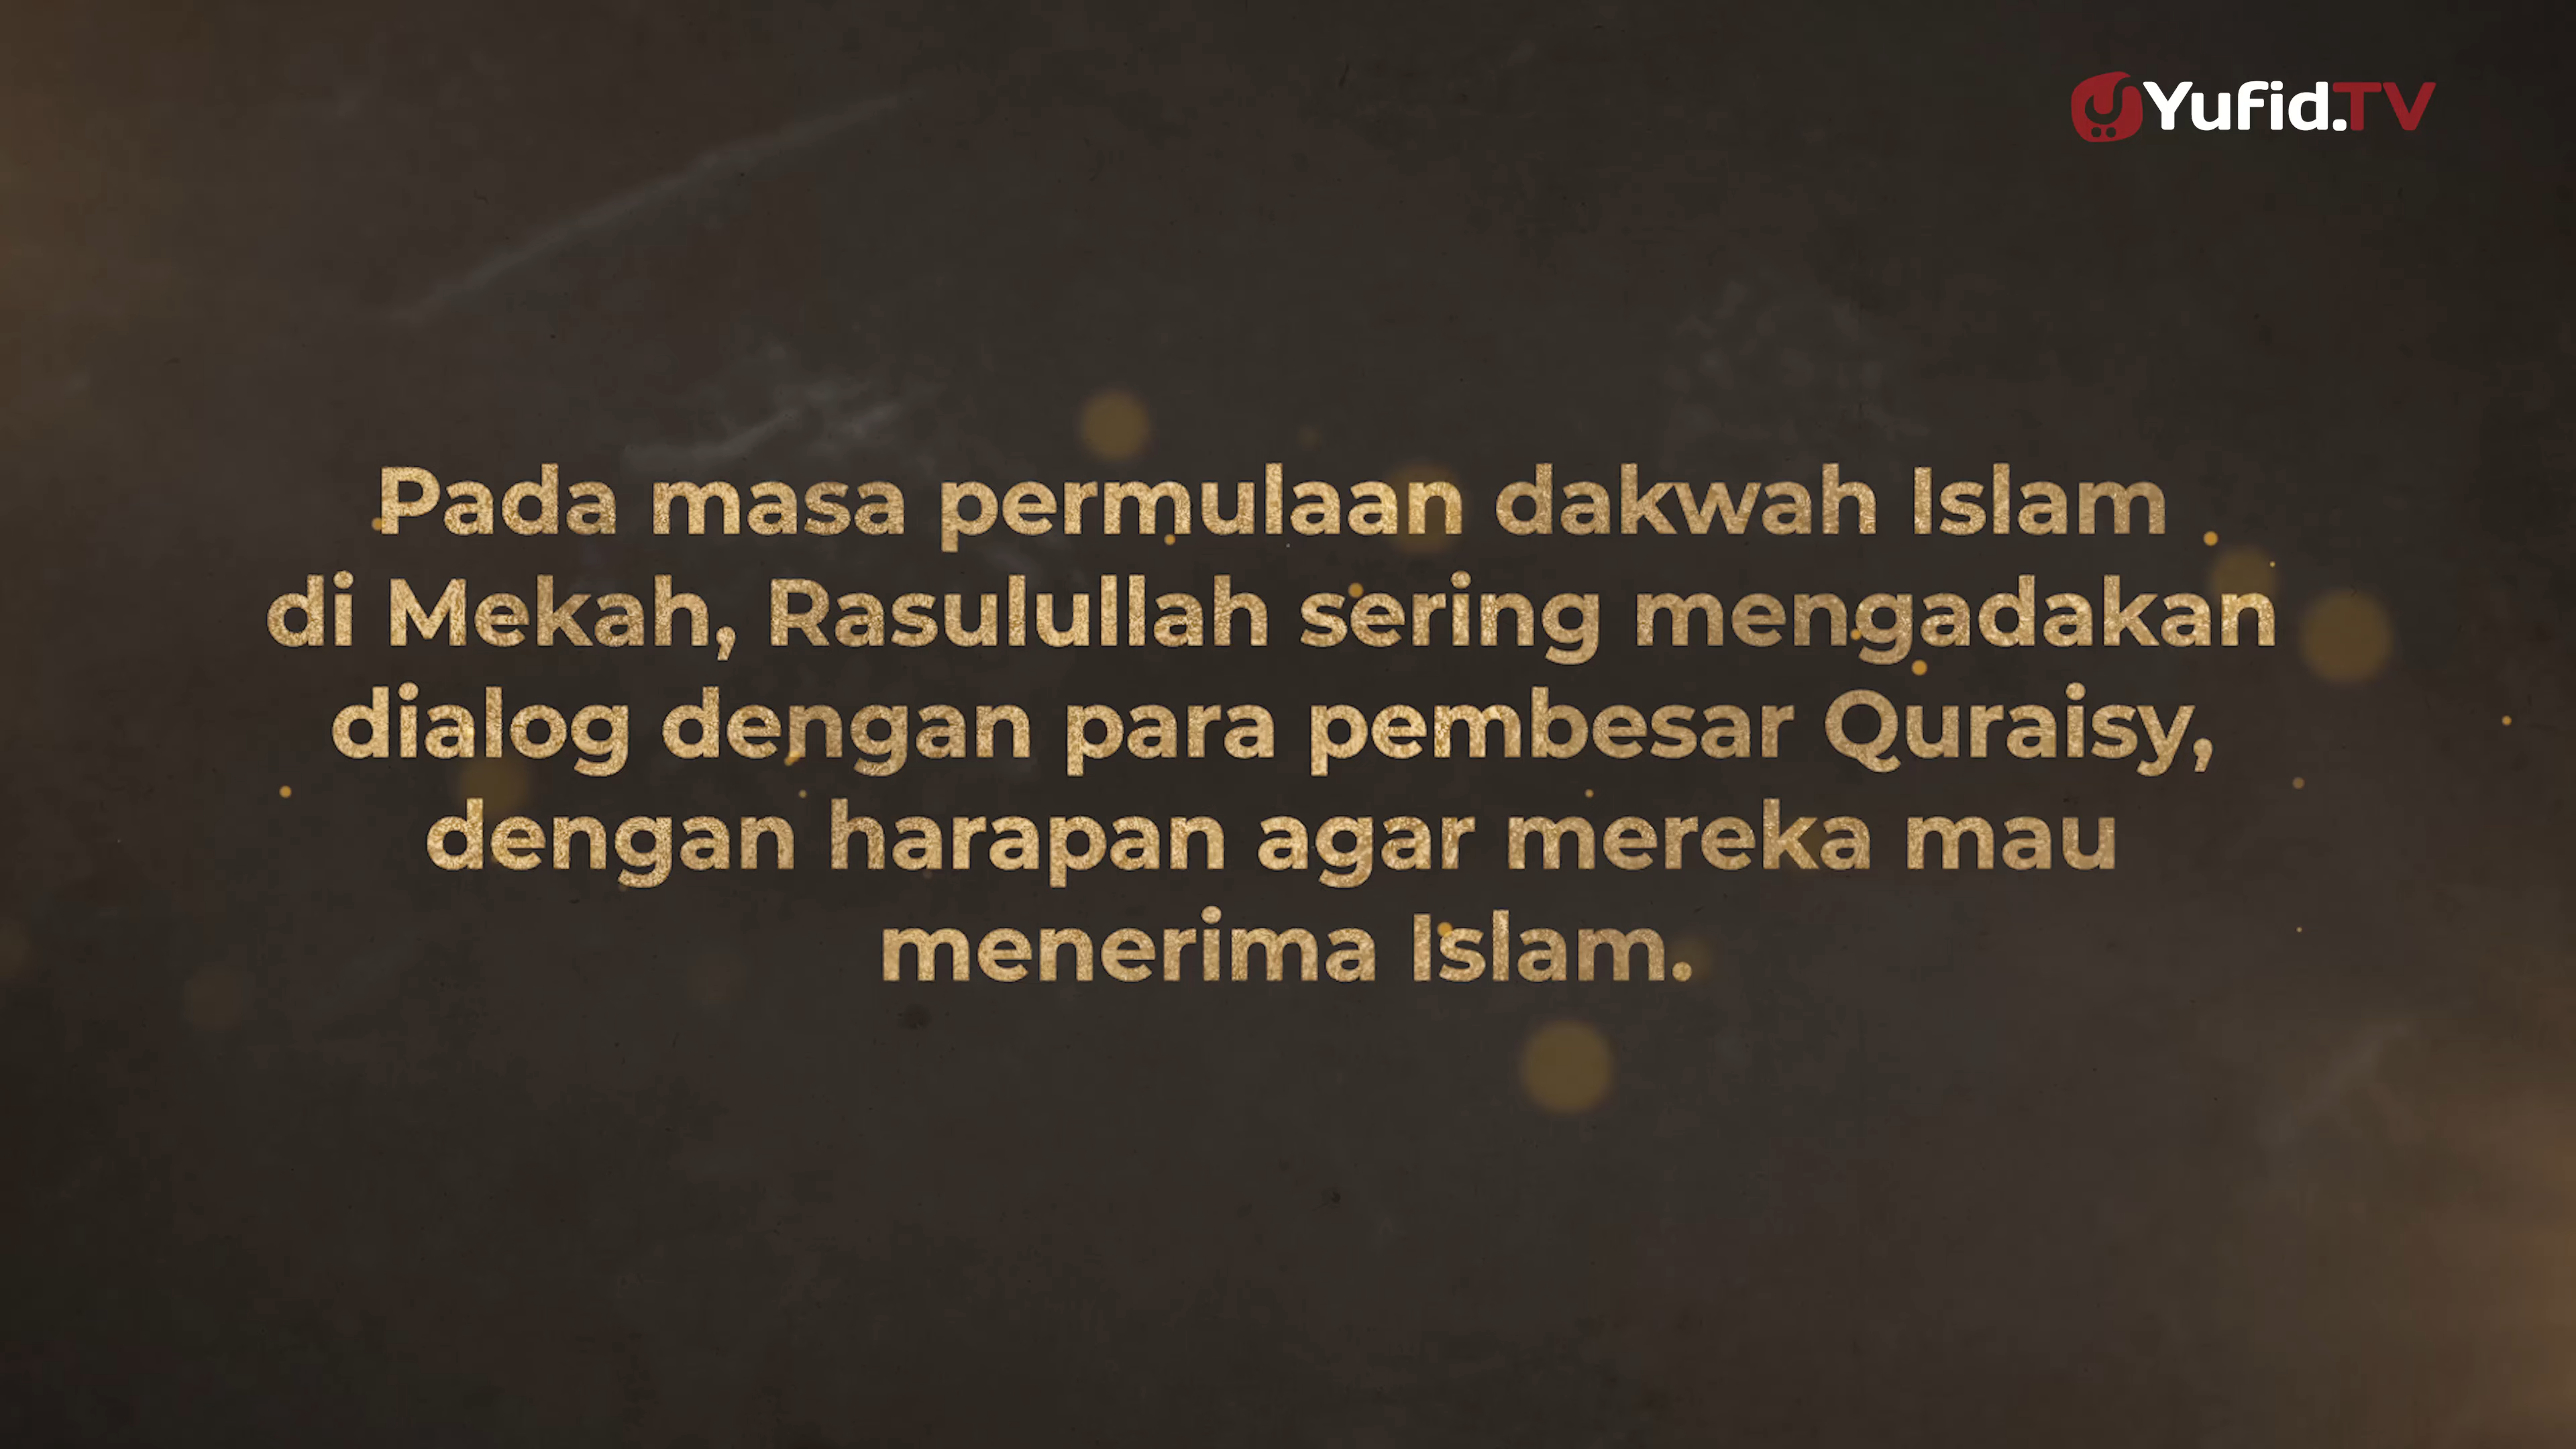 Yufid.TV
Pada masa permulaan dakwah Islam
di Mekah, Rasulullah sering mengadakan
dialog dengan para pembesar Quraisy,
dengan harapan agar mereka mau
menerima Islam.